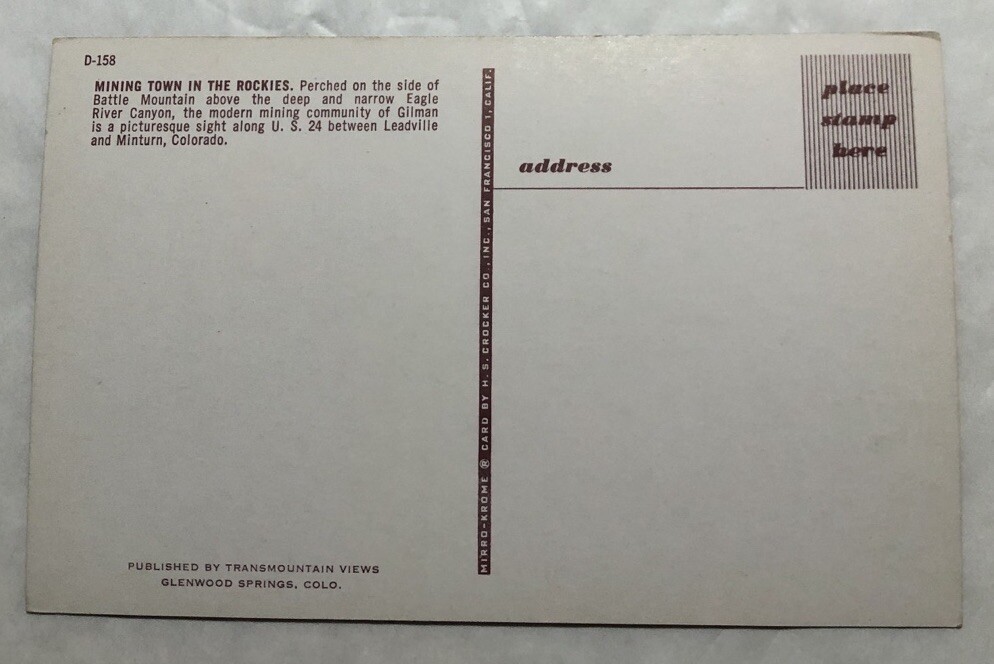 D-158
MINING TOWN IN THE ROCKIES. Perched on the side of
Battle Mountain above the deep and narrow Eagle
River Canyon, the modern mining community of Gilman
is a picturesque sight along U. S. 24 between Leadville
and Minturn, Colorado.
PUBLISHED BY TRANSMOUNTAIN VIEWS
GLENWOOD SPRINGS, COLO.
MIRRO-KROME ® CARD BY H. S. CROCKER CO., INC., SAN FRANCISCO 1, CALIF.
address
place
stamp
here